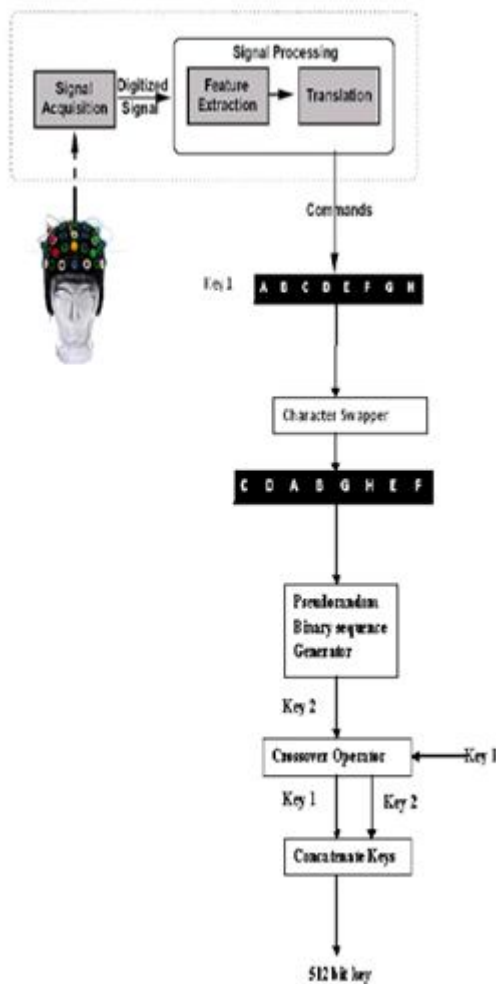 Signal Processing
Signal
Acquisition
Digitized
Signal
Feature
Extraction
Translation
Commands
Key 1
A B C D E F G H
Character Swapper
C D A B G H E F
Pseudorandom
Binary sequence
Generator
Key 2
Crossover Operator
Key 1
Key 1
Key 2
Concatenate Keys
512 bit key